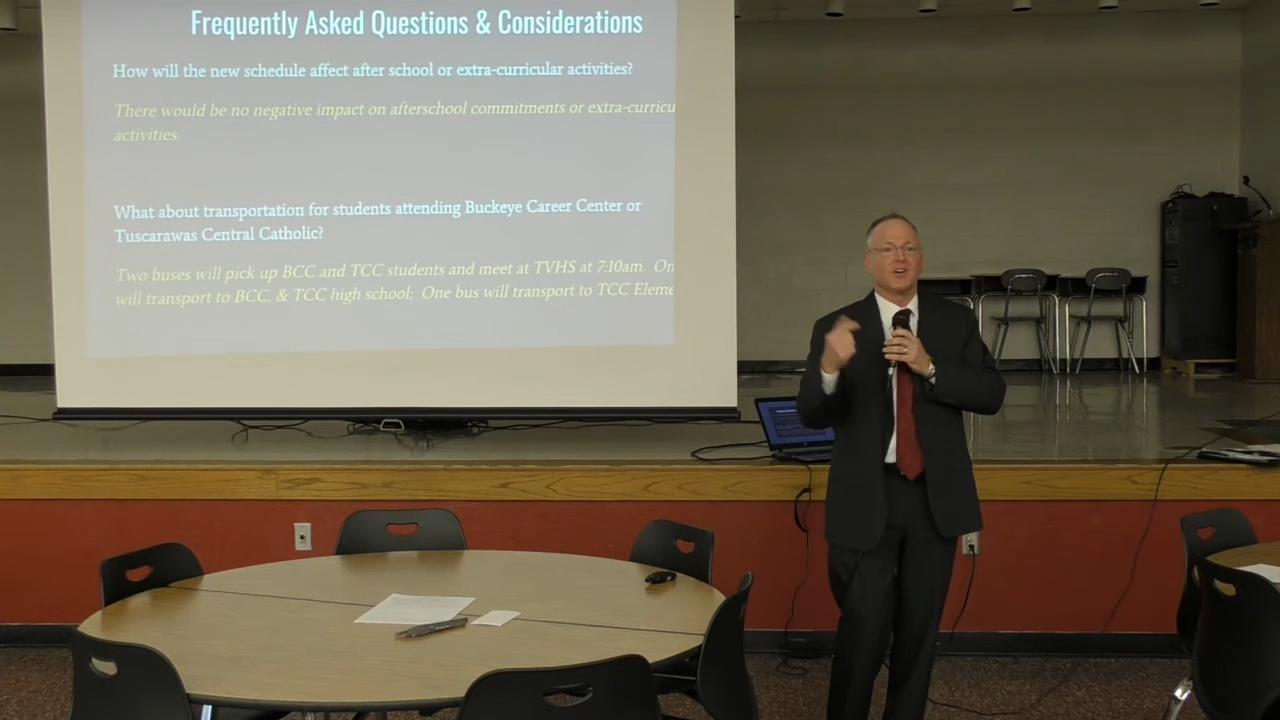 Frequently Asked Questions & Considerations
How will the new schedule affect after school or extra-curricular activities?
There would be no negative impact on afterschool commitments or extra-curricu
activities.
What about transportation for students attending Buckeye Career Center or
Tuscarawas Central Catholic?
Two buses will pick up BCC and TCC students and meet at TVHS at 7:10am. On
will transport to BCC, & TCC high school; One bus will transport to TCC Eleme